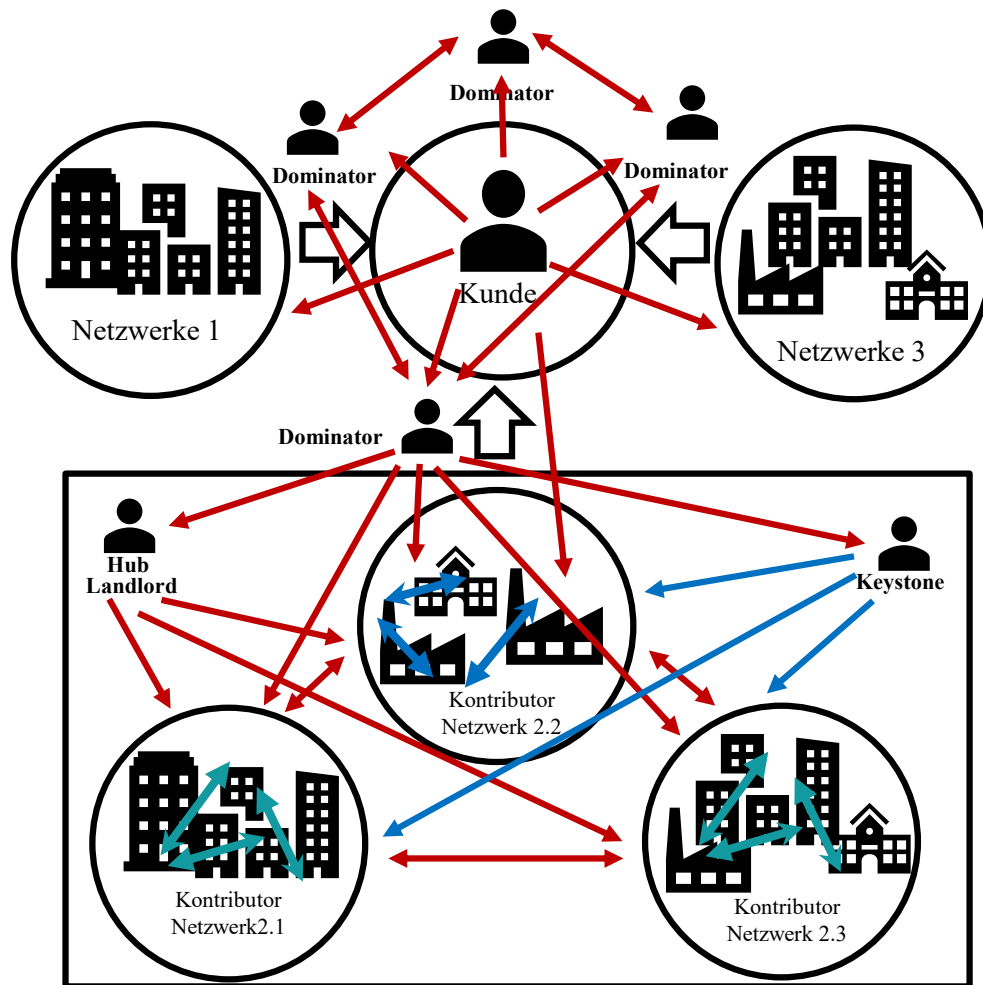 Dominator
Dominator
Dominator
Netzwerke 1
Kunde
Netzwerke 3
Dominator
Hub
Landlord
Keystone
Kontributor
Netzwerk 2.2
Kontributor
Netzwerk2.1
Kontributor
Netzwerk 2.3